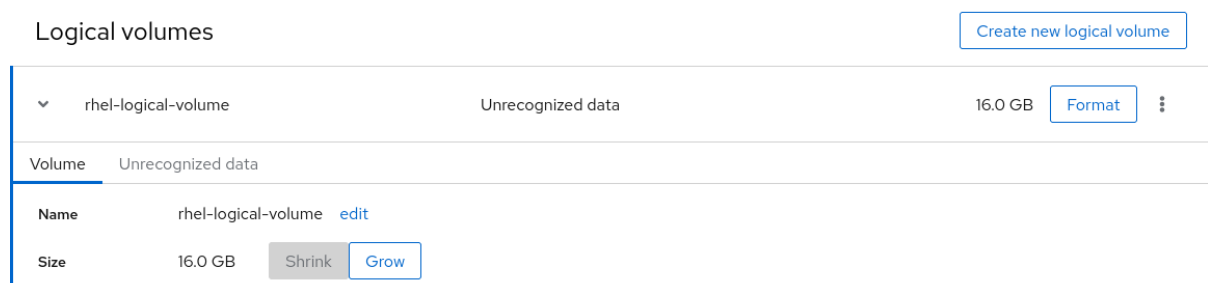 Logical volumes Create new logical volume
rhel-logical-volume Unrecognized data 16.0 GB Format
Volume Unrecognized data
Name rhel-logical-volume edit
Size 16.0 GB Shrink Grow